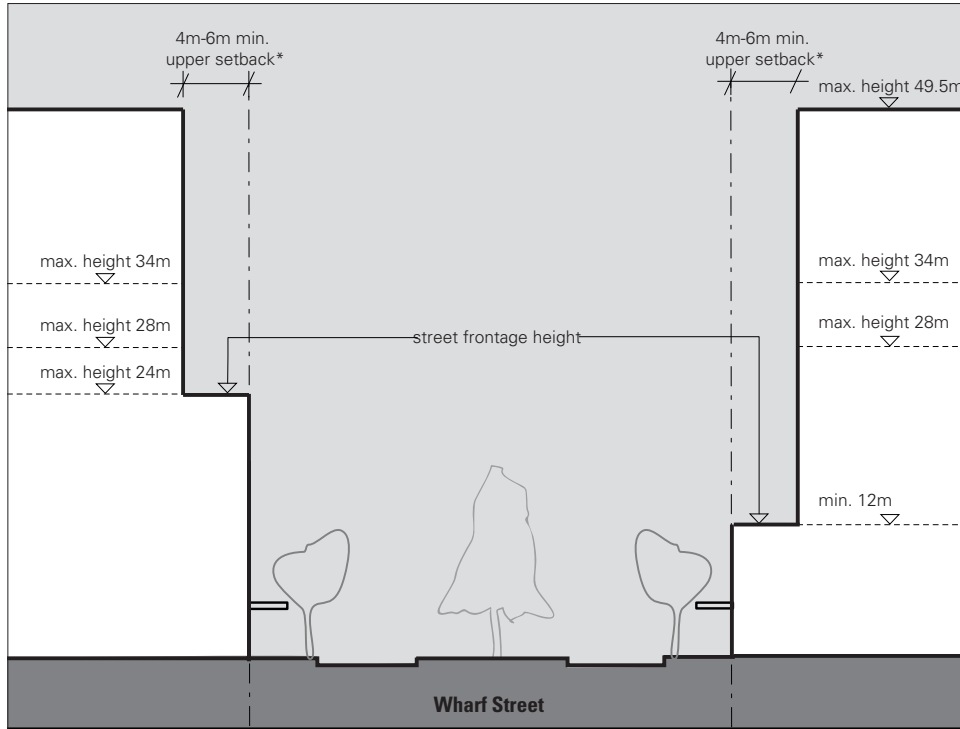 4m-6m min.
upper setback*
4m-6m min.
upper setback*
max. height 49.5m
max. height 34m
max. height 34m
max. height 28m
max. height 28m
street frontage height
max. height 24m
min. 12m
Wharf Street